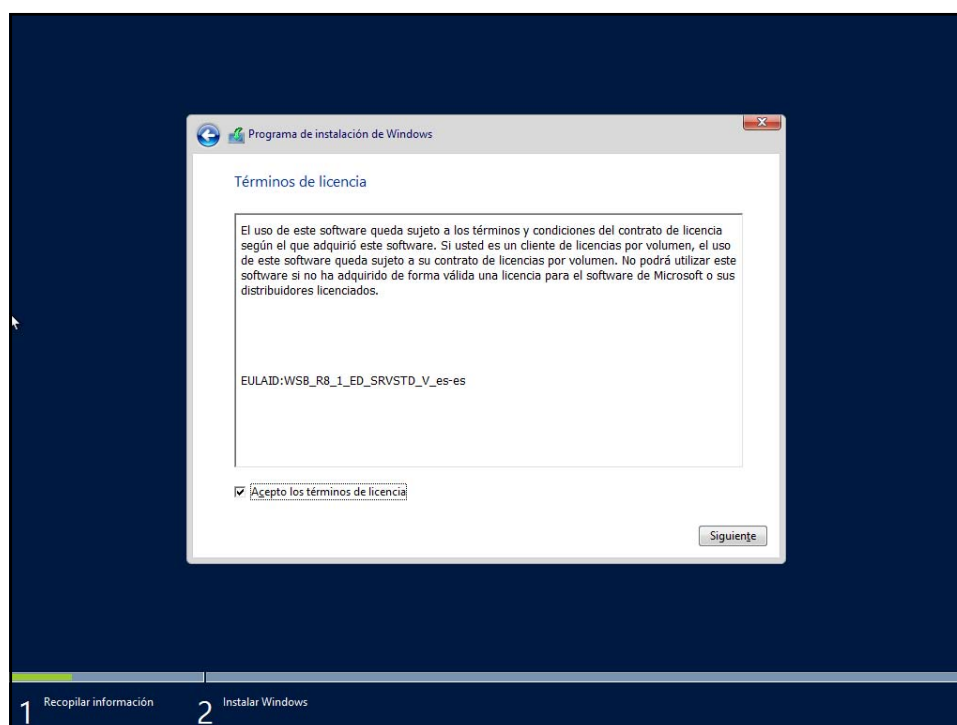 Programa de instalación de Windows
Términos de licencia
El uso de este software queda sujeto a los términos y condiciones del contrato de licencia
según el que adquirió este software. Si usted es un cliente de licencias por volumen, el uso
de este software queda sujeto a su contrato de licencias por volumen. No podrá utilizar este
software si no ha adquirido de forma válida una licencia para el software de Microsoft o sus
distribuidores licenciados.
EULAID:WSB_R8_1_ED_SRVSTD_V_es-es
Acepto los términos de licencia
Siguiente
1 Recopilar información
2 Instalar Windows